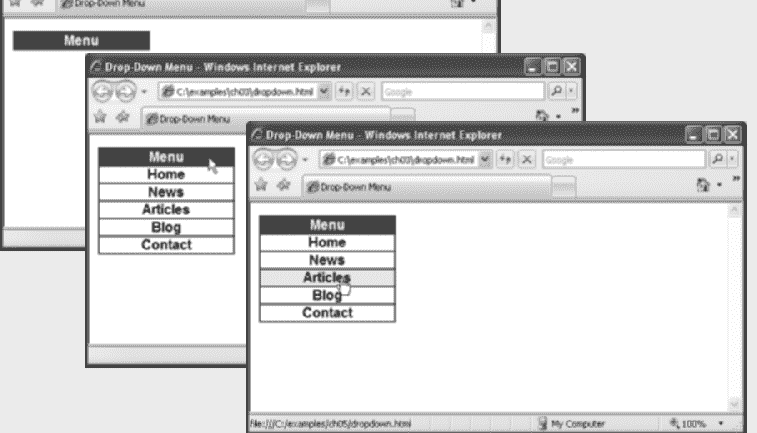 Drop-Down Menu
Menu
Drop-Down Menu - Windows Internet Explorer
C:\examples\ch05\dropdown.html
Google
Drop-Down Menu
Menu
Home
News
Articles
Blog
Contact
Drop-Down Menu - Windows Internet Explorer
C:\examples\ch05\dropdown.html
Google
Drop-Down Menu
Menu
Home
News
Articles
Blog
Contact
file:///C:/examples/ch05/dropdown.html
My Computer
100%